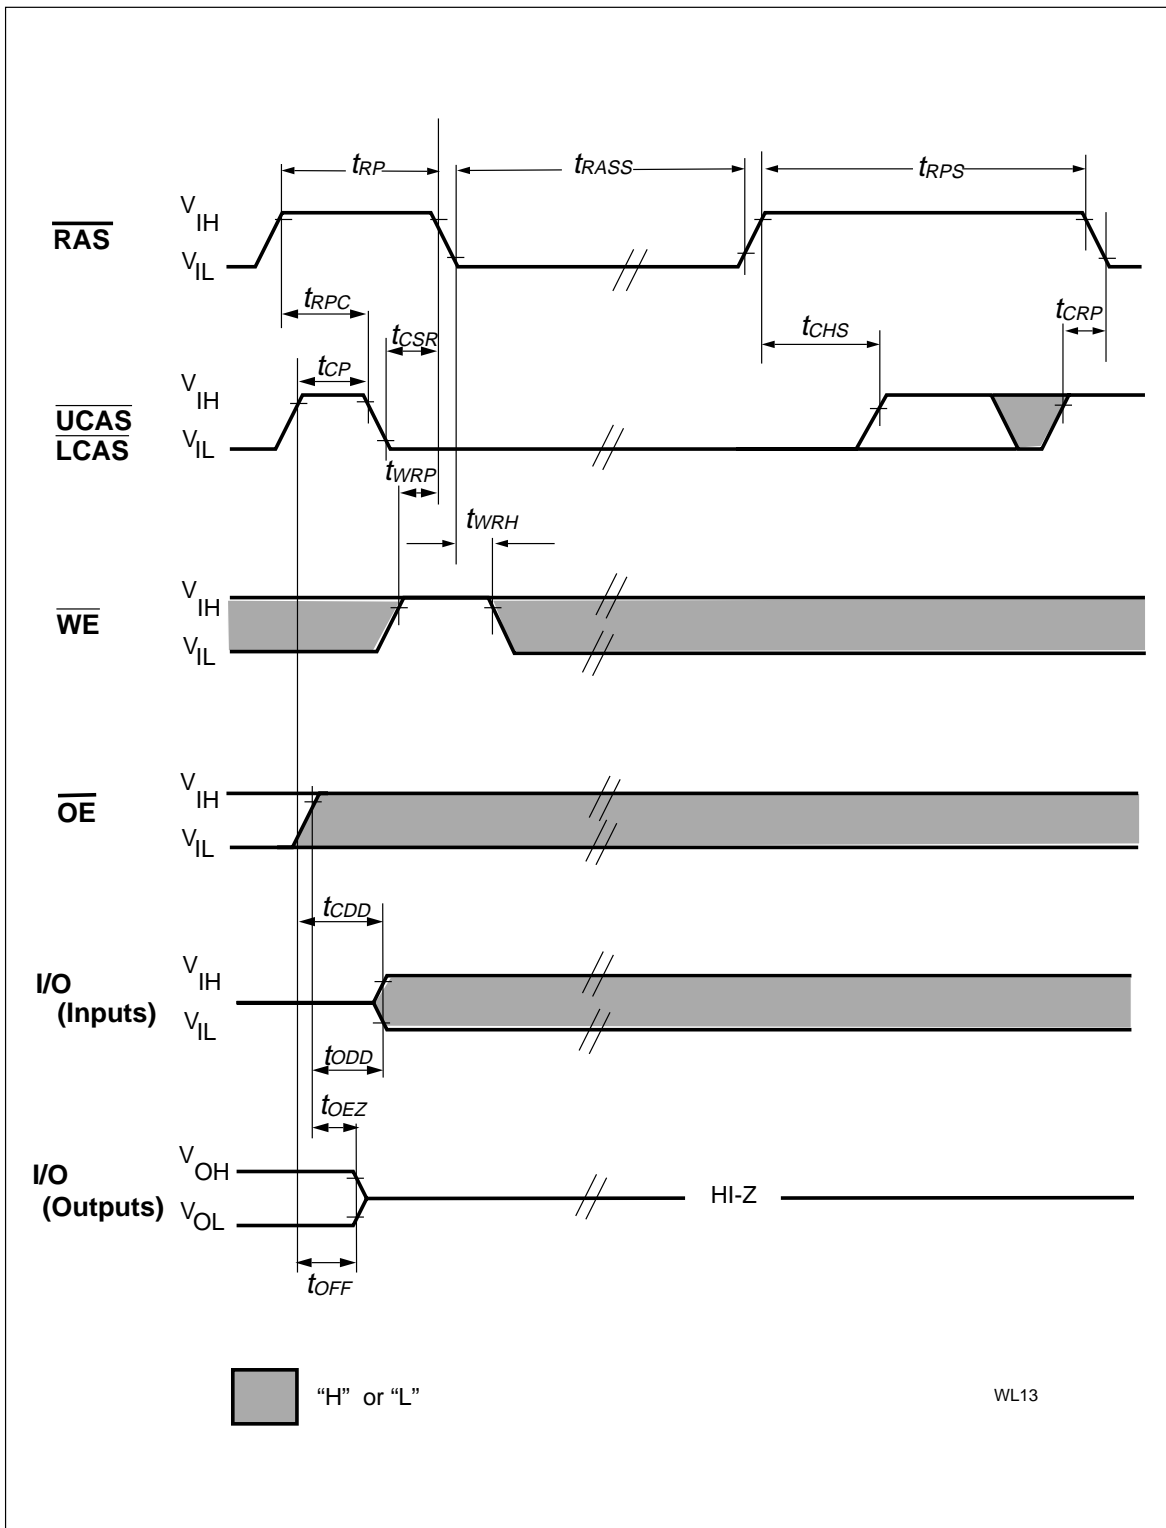 tRP tRASS tRPS
RAS VIH
VIL
tRPC tCSR tCHS tCRP
tCP
UCAS VIH
LCAS VIL
tWRP
tWRH
WE VIH
VIL
OE VIH
VIL
tCDD
I/O VIH
(Inputs) VIL
tODD
tOEZ
I/O VOH
(Outputs) VOL HI-Z
tOFF
“H” or “L” WL13